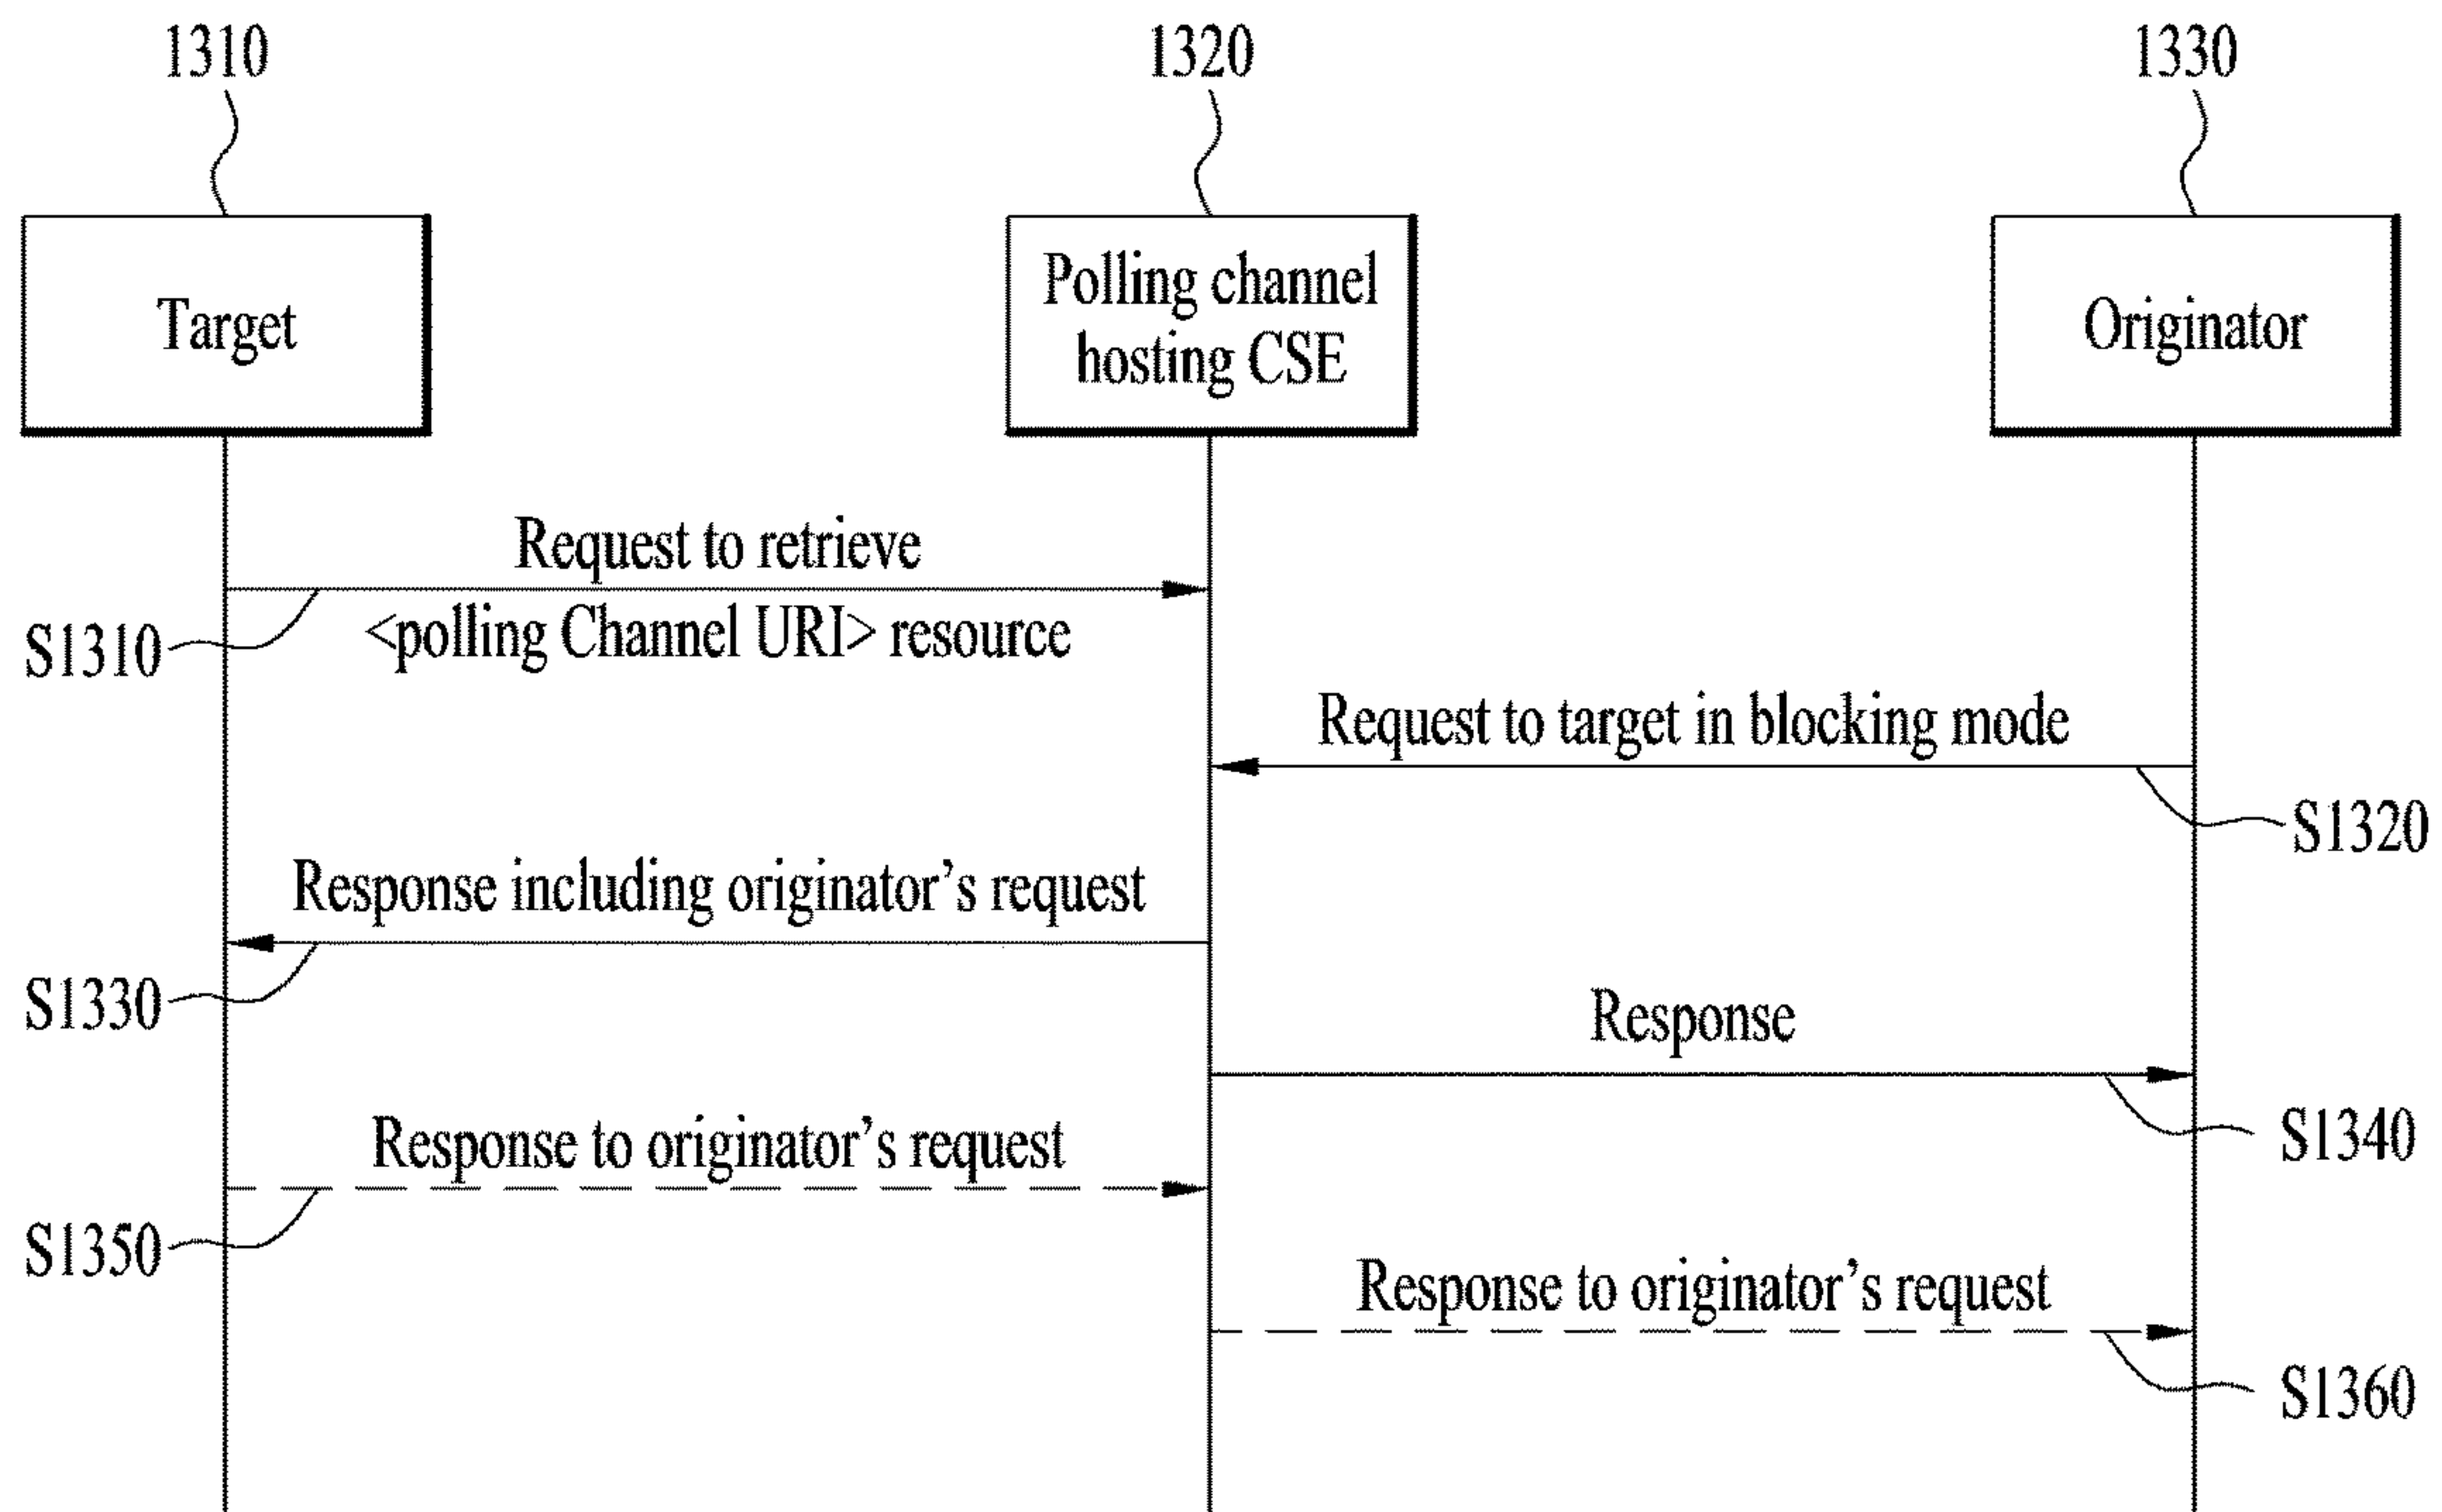 1310
1320
1330
Target
Polling channel
hosting CSE
Originator
Request to retrieve
<polling Channel URI> resource
S1310
Request to target in blocking mode
S1320
Response including originator’s request
S1330
Response
S1340
Response to originator’s request
S1350
Response to originator’s request
S1360